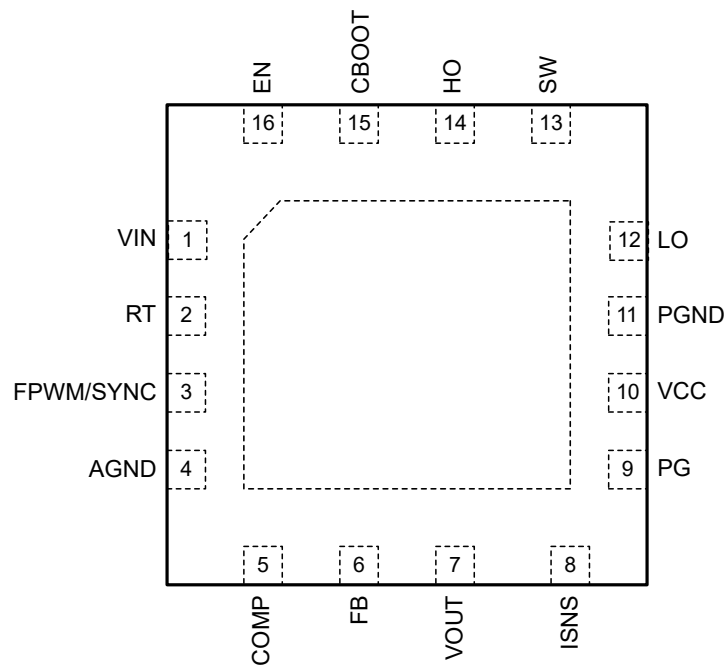 EN
CBOOT
HO
SW
16
15
14
13
VIN 1
12 LO
RT 2
11 PGND
FPWM/SYNC 3
10 VCC
AGND 4
9 PG
5
6
7
8
COMP
FB
VOUT
ISNS